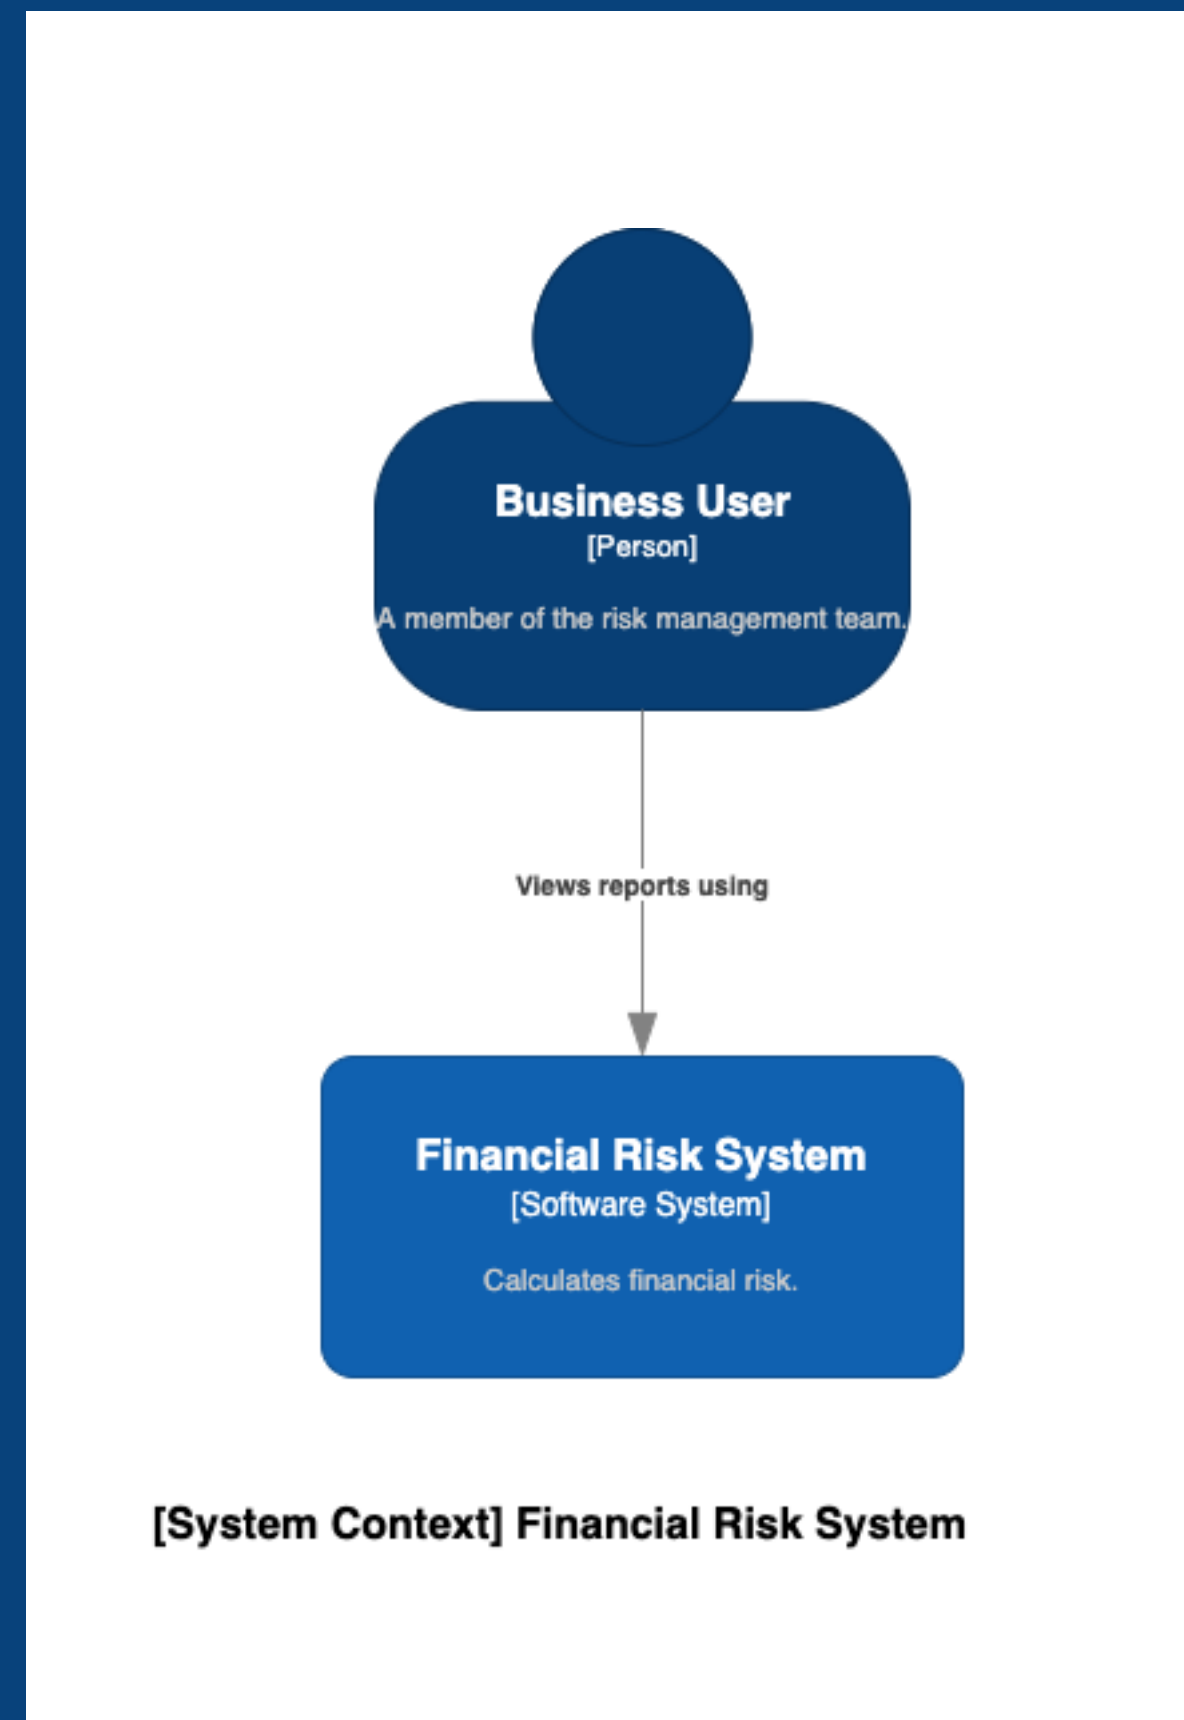 Business User
[Person]
A member of the risk management team.
Views reports using
Financial Risk System
[Software System]
Calculates financial risk.
[System Context] Financial Risk System